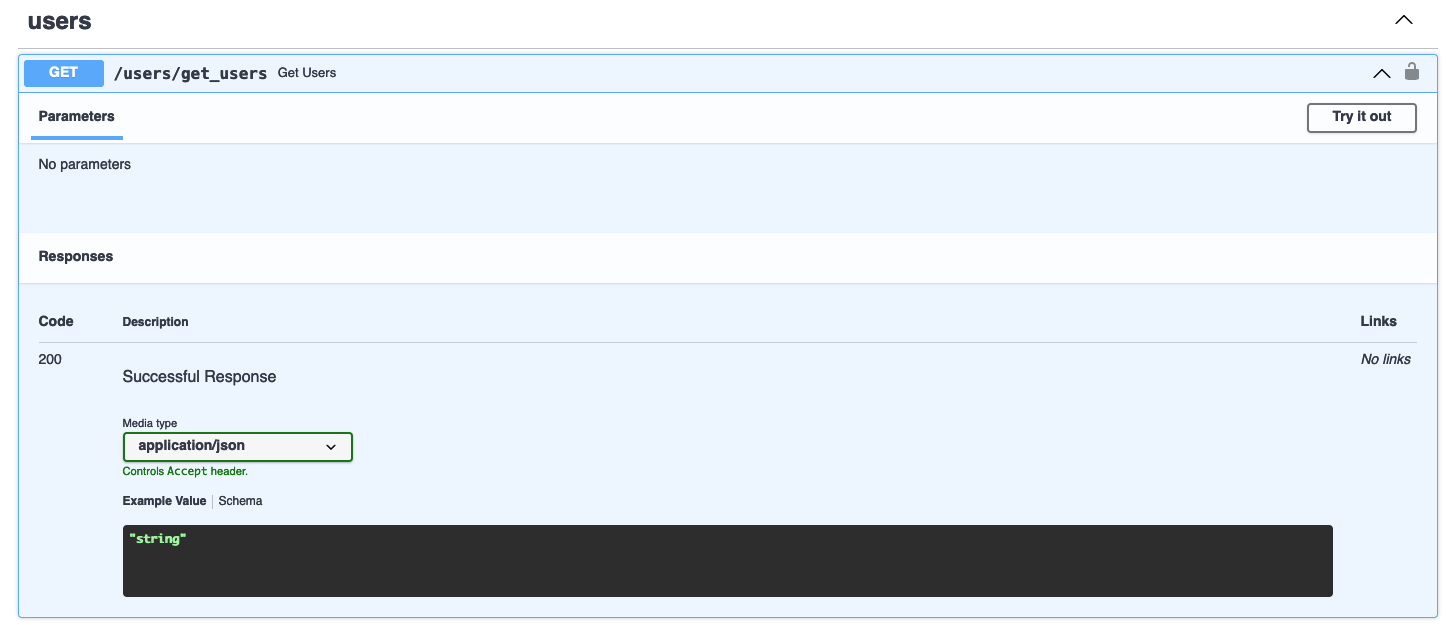 users
GET /users/get_users Get Users
Parameters Try it out
No parameters
Responses
Code Description Links
200 No links
Successful Response
Media type
application/json
Controls Accept header.
Example Value Schema
"string"